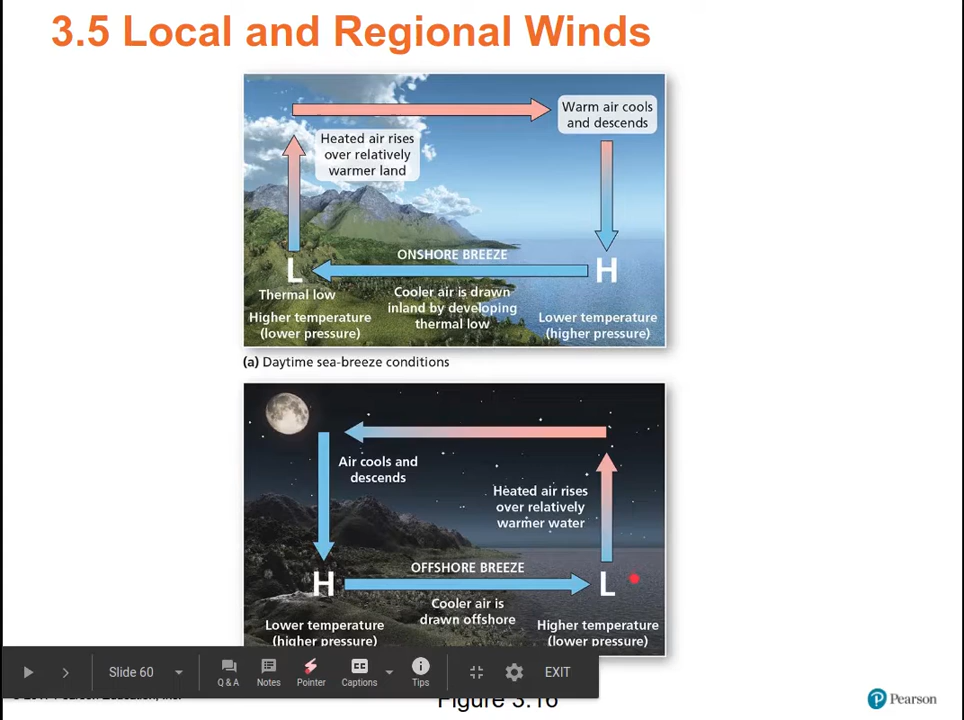 3.5 Local and Regional Winds
Warm air cools
and descends
Heated air rises
over relatively
warmer land
ONSHORE BREEZE
L
H
Thermal low
Cooler air is drawn
inland by developing
thermal low
Higher temperature
(lower pressure)
Lower temperature
(higher pressure)
(a) Daytime sea-breeze conditions
Air cools and
descends
Heated air rises
over relatively
warmer water
OFFSHORE BREEZE
H
L
Cooler air is
drawn offshore
Lower temperature
(higher pressure)
Higher temperature
(lower pressure)
Slide 60
Q & A
Notes
Pointer
CC
Captions
Tips
EXIT
Figure 3.16
P Pearson